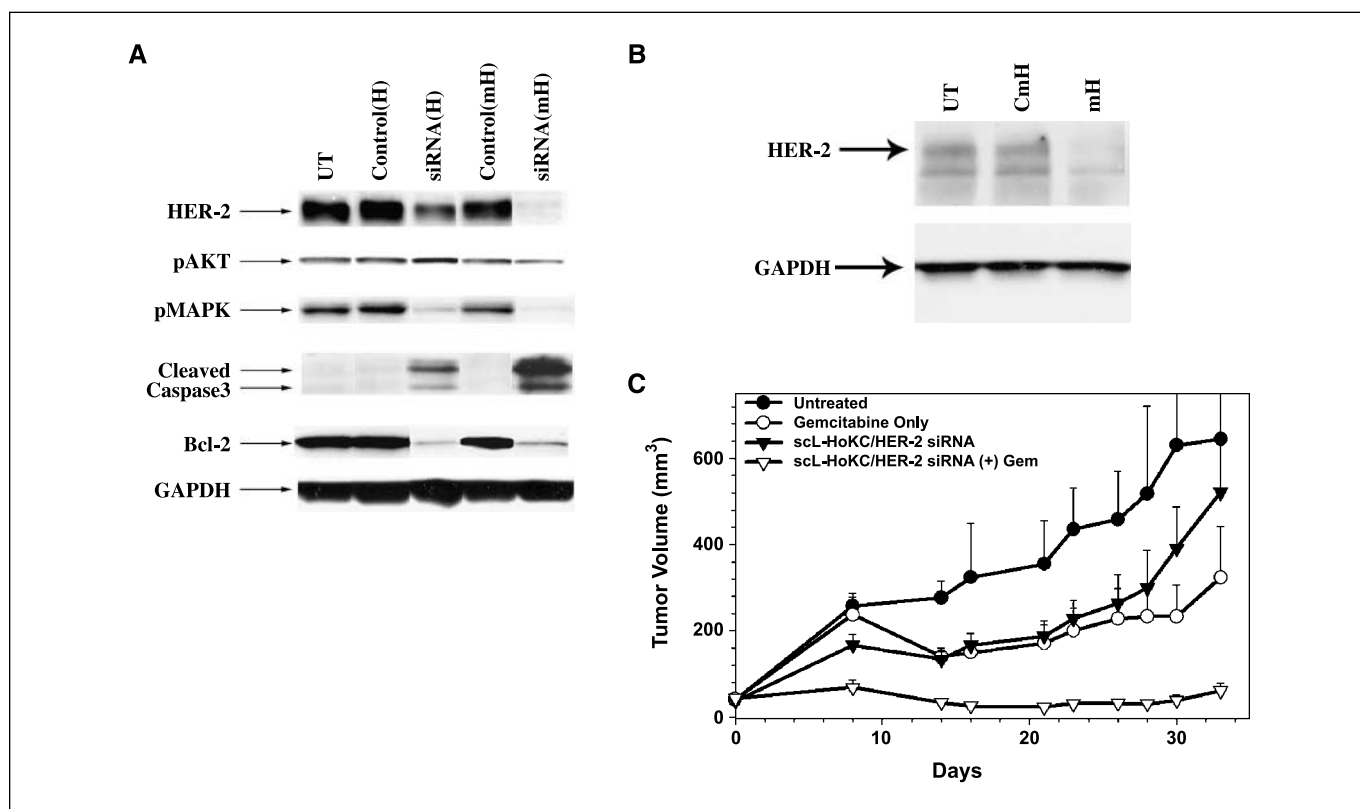 A
UT
Control(H)
siRNA(H)
Control(mH)
siRNA(mH)
HER-2
pAKT
pMAPK
Cleaved
Caspase3
Bcl-2
GAPDH
B
UT
CmH
mH
HER-2
GAPDH
C
Untreated
Gemcitabine Only
scL-HoKC/HER-2 siRNA
scL-HoKC/HER-2 siRNA (+) Gem
Tumor Volume (mm³)
600
400
200
0
0
10
20
30
Days